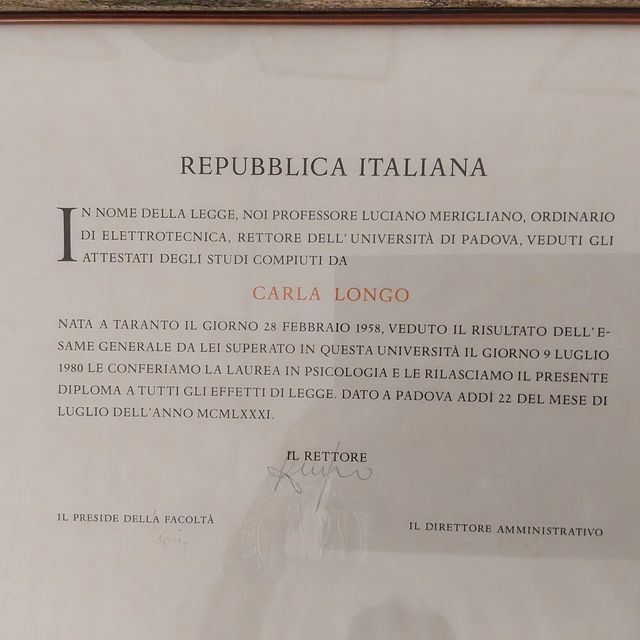 REPUBBLICA ITALIANA
IN NOME DELLA LEGGE, NOI PROFESSORE LUCIANO MERIGLIANO, ORDINARIO
DI ELETTROTECNICA, RETTORE DELL'UNIVERSITÀ DI PADOVA, VEDUTI GLI
ATTESTATI DEGLI STUDI COMPIUTI DA
CARLA LONGO
NATA A TARANTO IL GIORNO 28 FEBBRAIO 1958, VEDUTO IL RISULTATO DELL'E-
SAME GENERALE DA LEI SUPERATO IN QUESTA UNIVERSITÀ IL GIORNO 9 LUGLIO
1980 LE CONFERIAMO LA LAUREA IN PSICOLOGIA E LE RILASCIAMO IL PRESENTE
DIPLOMA A TUTTI GLI EFFETTI DI LEGGE. DATO A PADOVA ADDÌ 22 DEL MESE DI
LUGLIO DELL'ANNO MCMLXXXI.
IL RETTORE
IL PRESIDE DELLA FACOLTÀ
IL DIRETTORE AMMINISTRATIVO